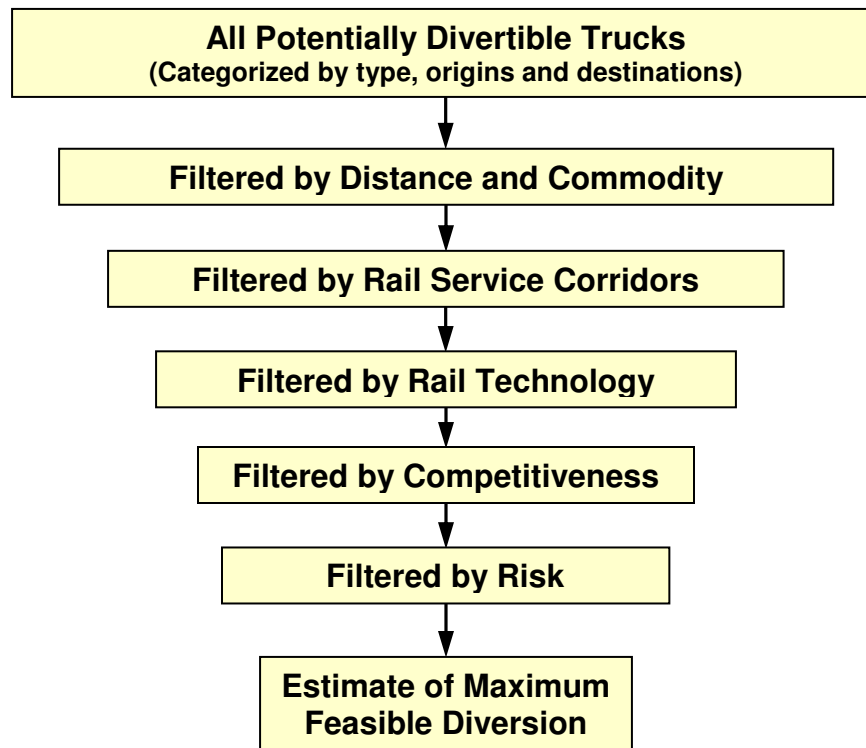 All Potentially Divertible Trucks
(Categorized by type, origins and destinations)
Filtered by Distance and Commodity
Filtered by Rail Service Corridors
Filtered by Rail Technology
Filtered by Competitiveness
Filtered by Risk
Estimate of Maximum
Feasible Diversion